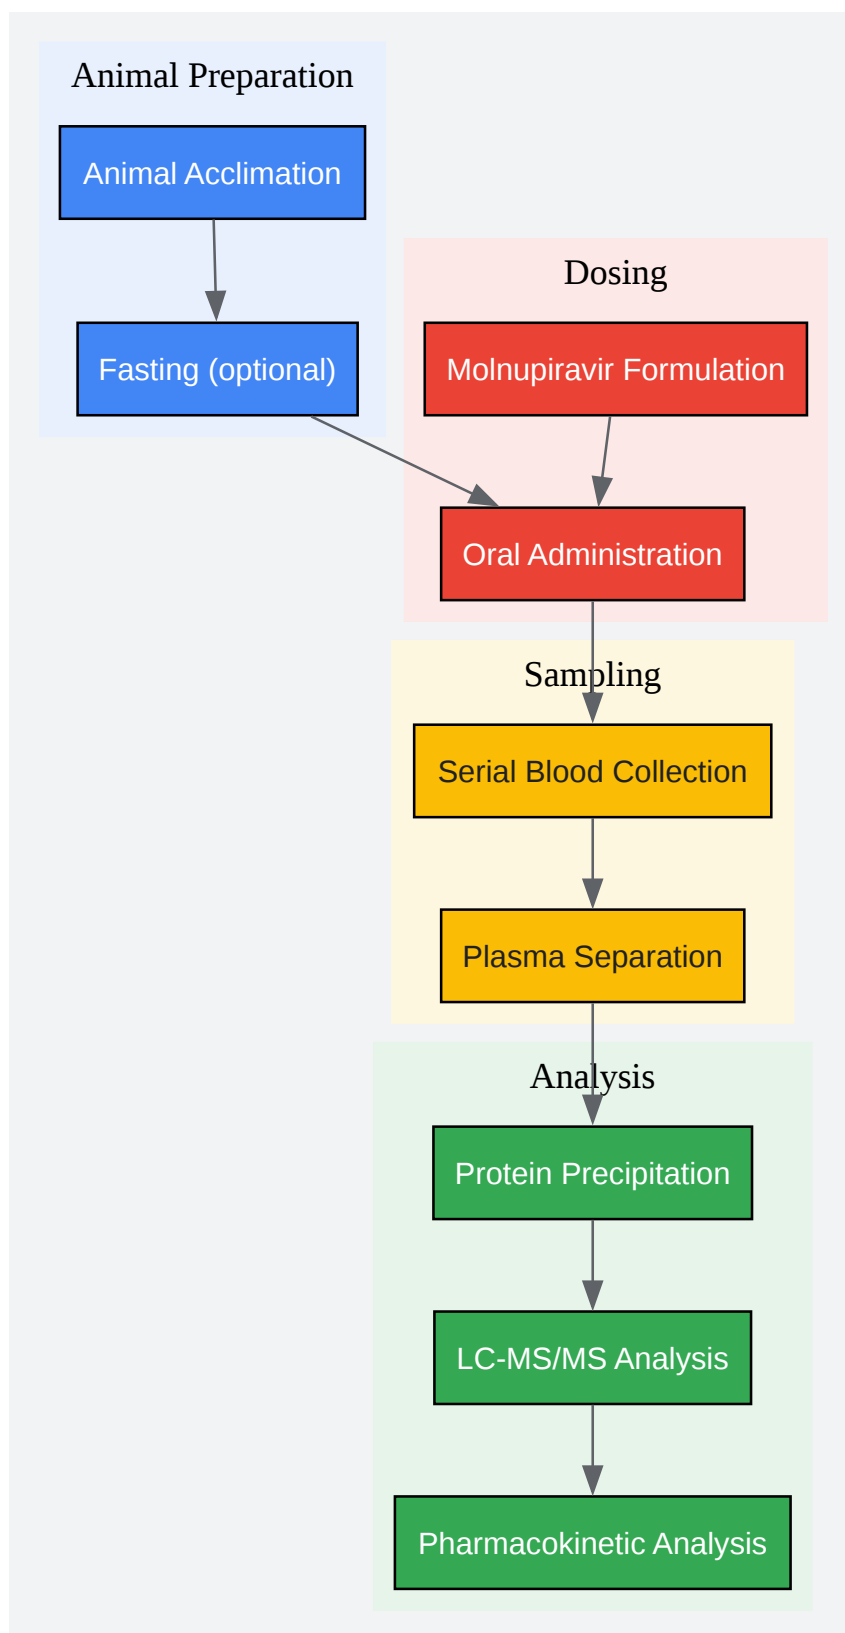 Animal Preparation
Animal Acclimation
Fasting (optional)
Dosing
Molnupiravir Formulation
Oral Administration
Sampling
Serial Blood Collection
Plasma Separation
Analysis
Protein Precipitation
LC-MS/MS Analysis
Pharmacokinetic Analysis